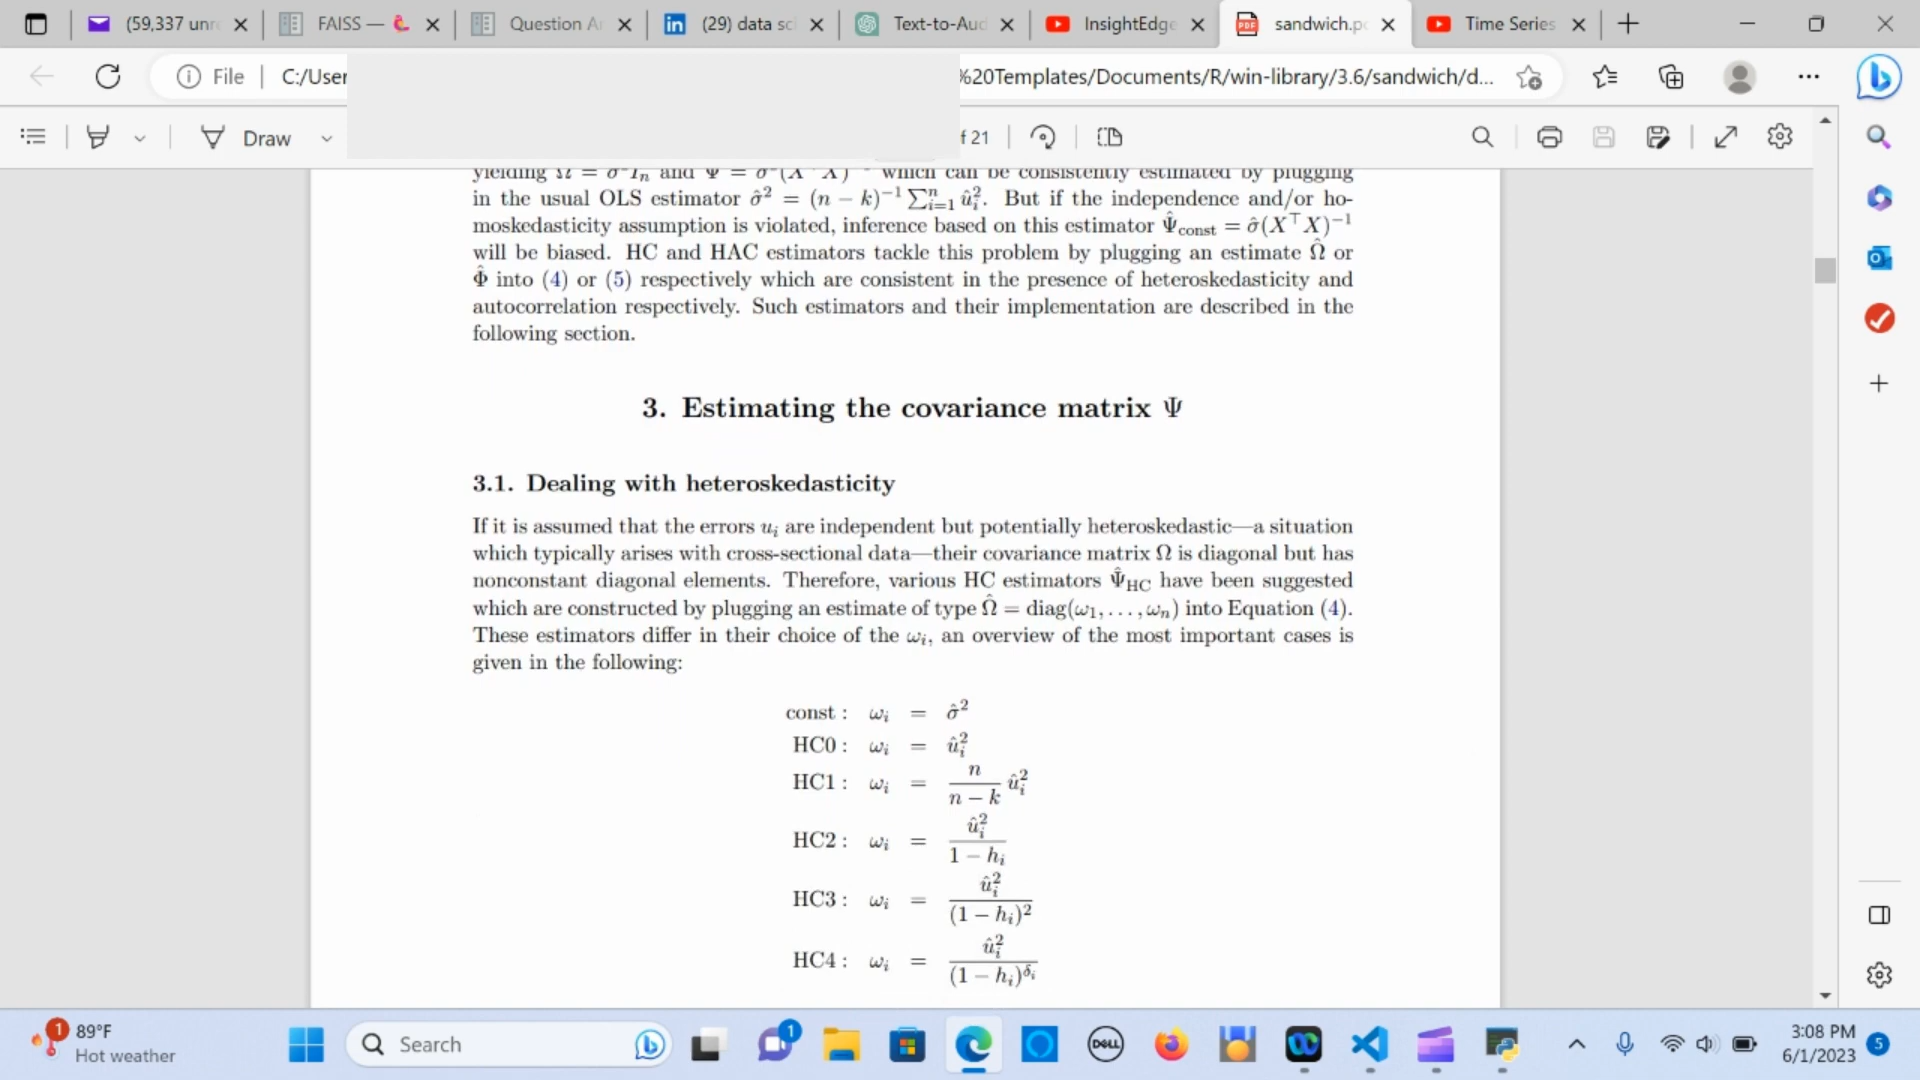 (59,337 unr
FAISS —
Question A
(29) data sci
Text-to-Aud
InsightEdge
sandwich.p
Time Series
File
C:/User
%20Templates/Documents/R/win-library/3.6/sandwich/d...
Draw
f 21
yielding Ω = σ²Iₙ and Ψ = σ²(X⊤X)⁻¹ which can be consistently estimated by plugging
in the usual OLS estimator σ̂² = (n − k)⁻¹ ∑ⁿᵢ₌₁ ûᵢ². But if the independence and/or ho-
moskedasticity assumption is violated, inference based on this estimator Ψ̂const = σ̂(X⊤X)⁻¹
will be biased. HC and HAC estimators tackle this problem by plugging an estimate Ω̂ or
Φ̂ into (4) or (5) respectively which are consistent in the presence of heteroskedasticity and
autocorrelation respectively. Such estimators and their implementation are described in the
following section.
3. Estimating the covariance matrix Ψ
3.1. Dealing with heteroskedasticity
If it is assumed that the errors uᵢ are independent but potentially heteroskedastic—a situation
which typically arises with cross-sectional data—their covariance matrix Ω is diagonal but has
nonconstant diagonal elements. Therefore, various HC estimators Ψ̂HC have been suggested
which are constructed by plugging an estimate of type Ω̂ = diag(ω₁, . . . , ωₙ) into Equation (4).
These estimators differ in their choice of the ωᵢ, an overview of the most important cases is
given in the following:
const : ωᵢ = σ̂²
HC0 : ωᵢ = ûᵢ²
HC1 : ωᵢ = n / (n − k) ûᵢ²
HC2 : ωᵢ = ûᵢ² / (1 − hᵢ)
HC3 : ωᵢ = ûᵢ² / (1 − hᵢ)²
HC4 : ωᵢ = ûᵢ² / (1 − hᵢ)^δᵢ
1
89°F
Hot weather
Search
1
DELL
3:08 PM
6/1/2023
5